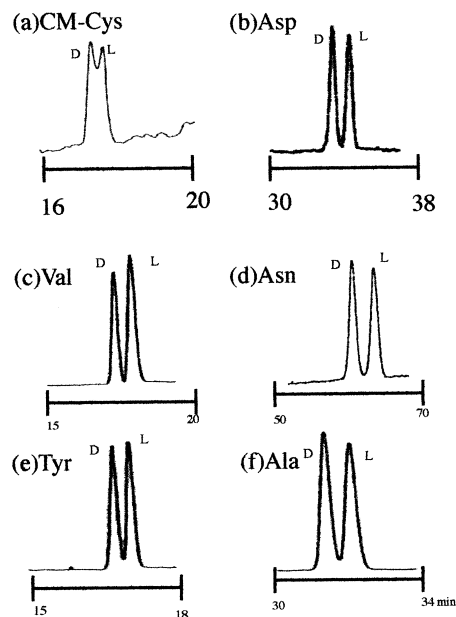 (a)CM-Cys
D L
16 20
(b)Asp
D L
30 38
(c)Val
D L
15 20
(d)Asn
D L
50 70
(e)Tyr
D L
15 18
(f)Ala
D L
30 34 min